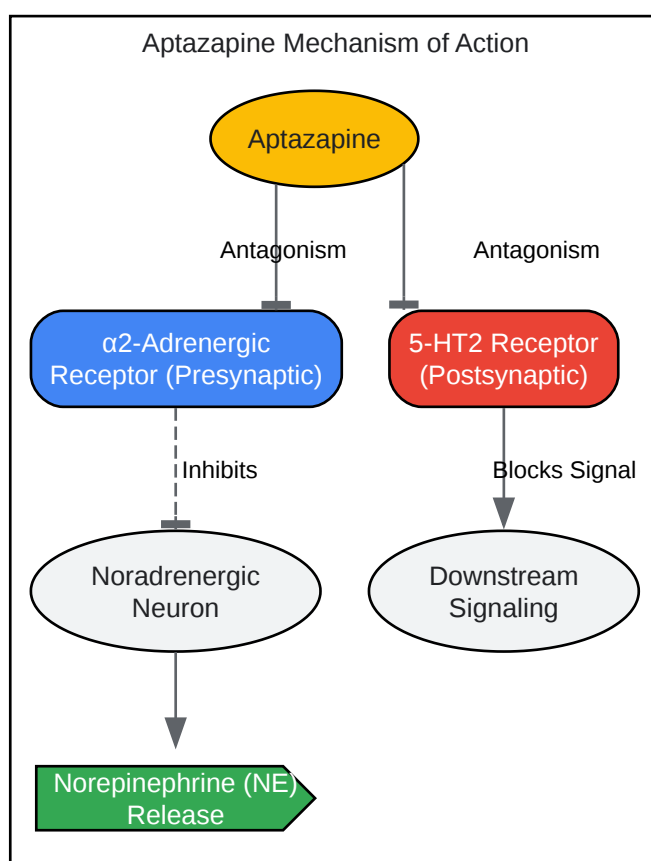 Aptazapine Mechanism of Action
Aptazapine
Antagonism
Antagonism
α2-Adrenergic
Receptor (Presynaptic)
5-HT2 Receptor
(Postsynaptic)
Inhibits
Blocks Signal
Noradrenergic
Neuron
Downstream
Signaling
Norepinephrine (NE)
Release